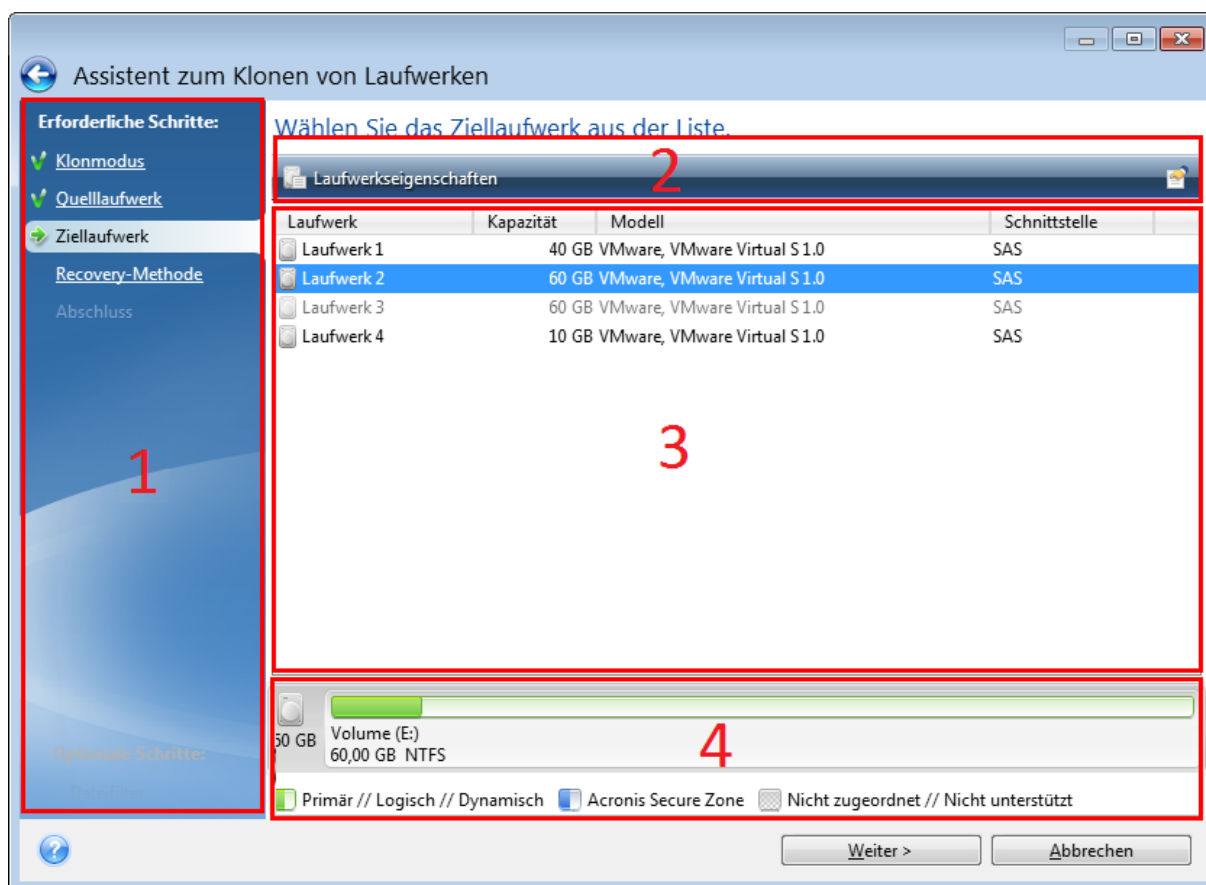 Assistent zum Klonen von Laufwerken
Erforderliche Schritte:
Klonmodus
Quelllaufwerk
Ziellaufwerk
Recovery-Methode
Abschluss
1
Optionale Schritte:
Wählen Sie das Ziellaufwerk aus der Liste.
Laufwerkseigenschaften
2
Laufwerk Kapazität Modell Schnittstelle
Laufwerk 1 40 GB VMware, VMware Virtual S 1.0 SAS
Laufwerk 2 60 GB VMware, VMware Virtual S 1.0 SAS
Laufwerk 3 60 GB VMware, VMware Virtual S 1.0 SAS
Laufwerk 4 10 GB VMware, VMware Virtual S 1.0 SAS
3
GB
Volume (E:)
60,00 GB NTFS
4
Primär // Logisch // Dynamisch Acronis Secure Zone Nicht zugeordnet // Nicht unterstützt
Weiter > Abbrechen